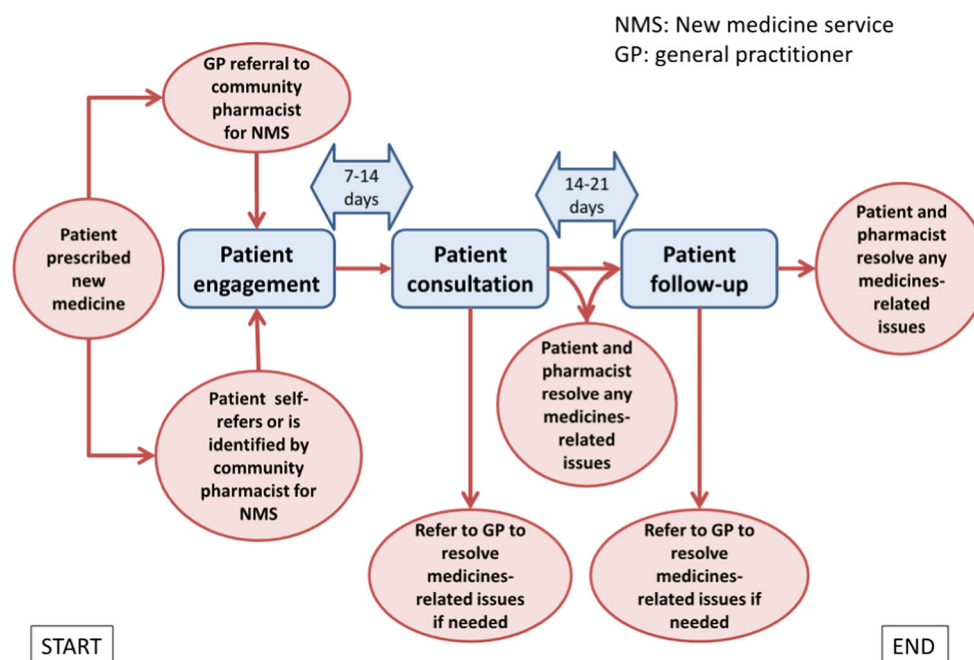 NMS: New medicine service
GP: general practitioner
GP referral to
community
pharmacist
for NMS
7-14
days
14-21
days
Patient
prescribed
new
medicine
Patient
engagement
Patient
consultation
Patient
follow-up
Patient and
pharmacist
resolve any
medicines-
related
issues
Patient self-
refers or is
identified by
community
pharmacist for
NMS
Patient and
pharmacist
resolve any
medicines-
related
issues
Refer to GP to
resolve
medicines-
related issues
if needed
Refer to GP to
resolve
medicines-
related issues if
needed
START
END